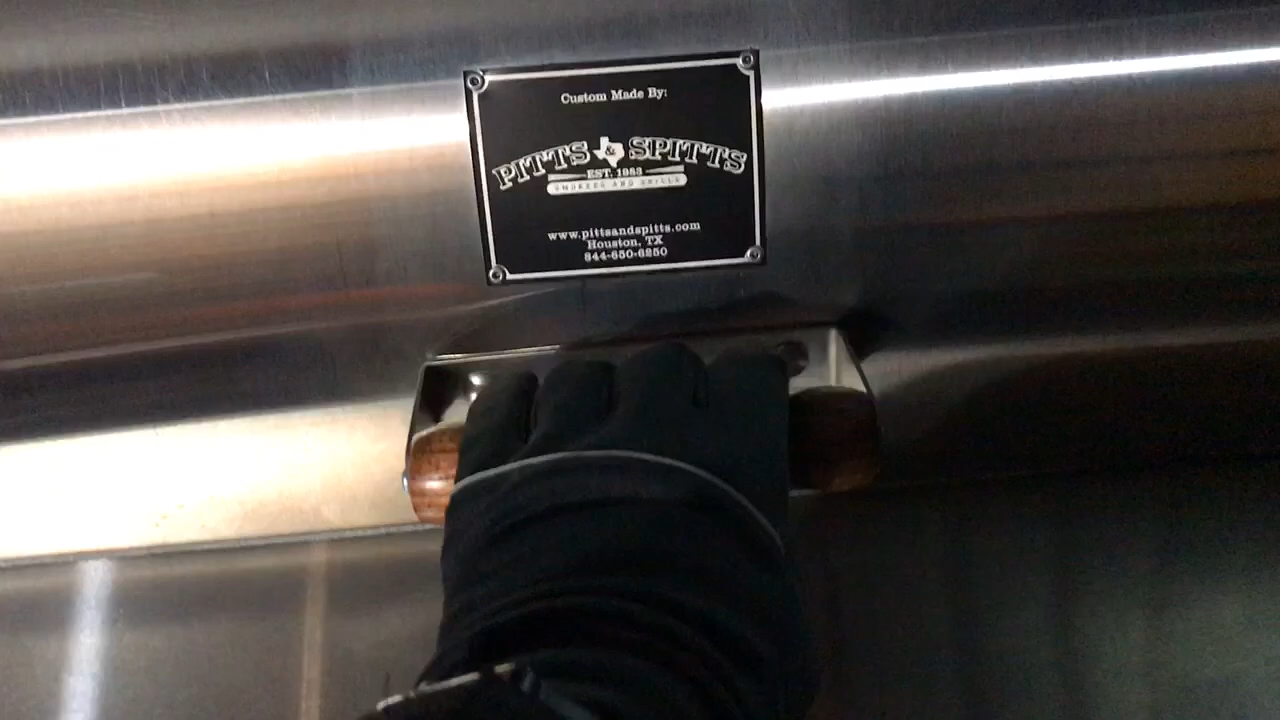 Custom Made By:
PITTS & SPITTS
EST. 1983
SMOKERS AND GRILLS
www.pittsandspitts.com
Houston, TX
844-650-6250